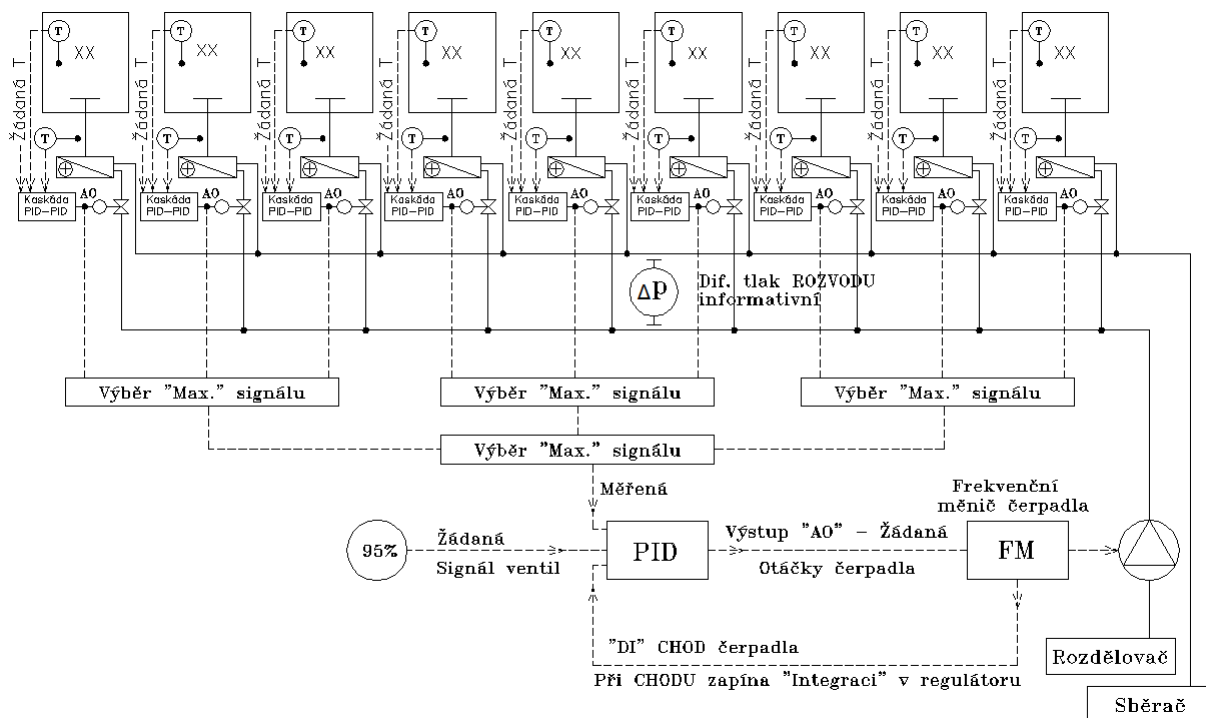 T XX T XX T XX T XX T XX T XX T XX T XX T XX
Žádaná T Žádaná T Žádaná T Žádaná T Žádaná T Žádaná T Žádaná T Žádaná T Žádaná T
T T T T T T T T T
AO AO AO AO AO AO AO AO AO
Kaskáda Kaskáda Kaskáda Kaskáda Kaskáda Kaskáda Kaskáda Kaskáda Kaskáda
PID-PID PID-PID PID-PID PID-PID PID-PID PID-PID PID-PID PID-PID PID-PID
Δp
Dif. tlak ROZVODU
informativní
Výběr "Max." signálu
Výběr "Max." signálu
Výběr "Max." signálu
Výběr "Max." signálu
Měřená
Frekvenční
měnič čerpadla
95%
Žádaná
Signál ventil
PID
Výstup "AO" - Žádaná
Otáčky čerpadla
FM
"DI" CHOD čerpadla
Při CHODU zapína "Integraci" v regulátoru
Rozdělovač
Sběrač